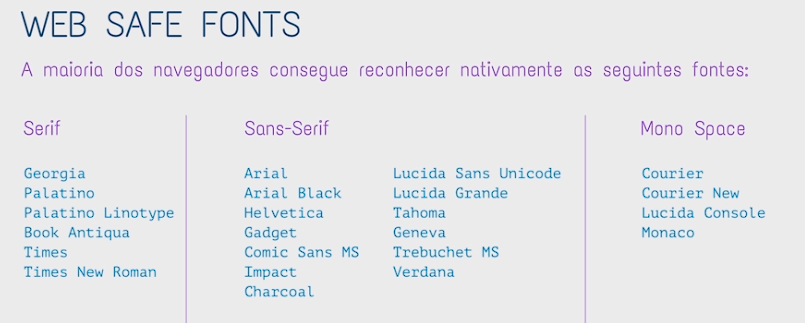 WEB SAFE FONTS
A maioria dos navegadores consegue reconhecer nativamente as seguintes fontes:
Serif
Georgia
Palatino
Palatino Linotype
Book Antiqua
Times
Times New Roman
Sans-Serif
Arial
Arial Black
Helvetica
Gadget
Comic Sans MS
Impact
Charcoal
Lucida Sans Unicode
Lucida Grande
Tahoma
Geneva
Trebuchet MS
Verdana
Mono Space
Courier
Courier New
Lucida Console
Monaco